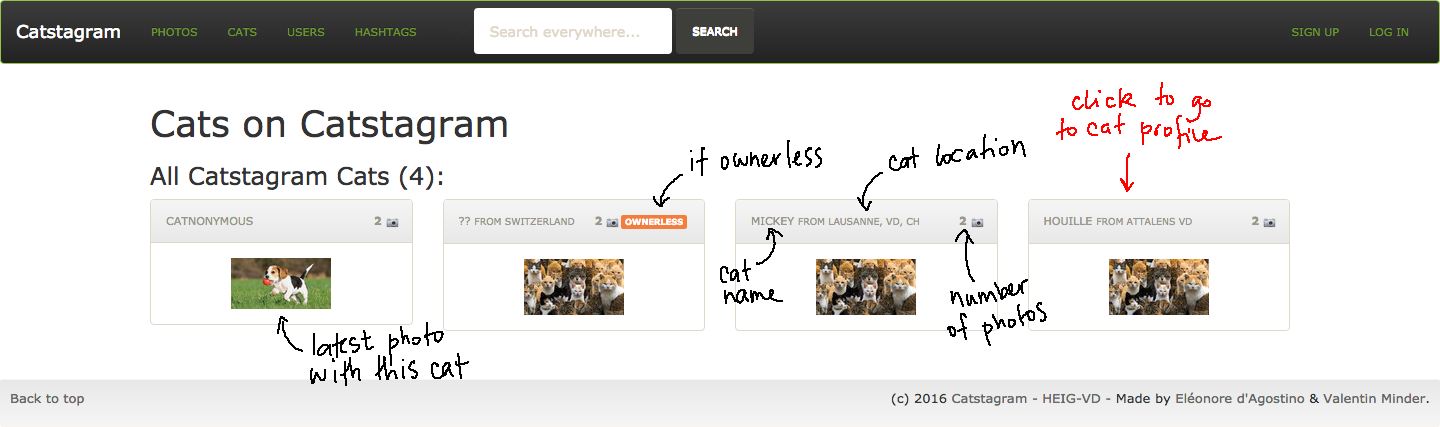 Catstagram PHOTOS CATS USERS HASHTAGS Search everywhere... SEARCH SIGN UP LOG IN
click to go
to cat profile
Cats on Catstagram
if ownerless
cat location
All Catstagram Cats (4):
CATNONYMOUS 2
?? FROM SWITZERLAND 2 OWNERLESS
MICKEY FROM LAUSANNE, VD, CH 2
HOUILLE FROM ATTALENS VD 2
cat
name
number
of photos
latest photo
with this cat
Back to top (c) 2016 Catstagram - HEIG-VD - Made by Eléonore d'Agostino & Valentin Minder.